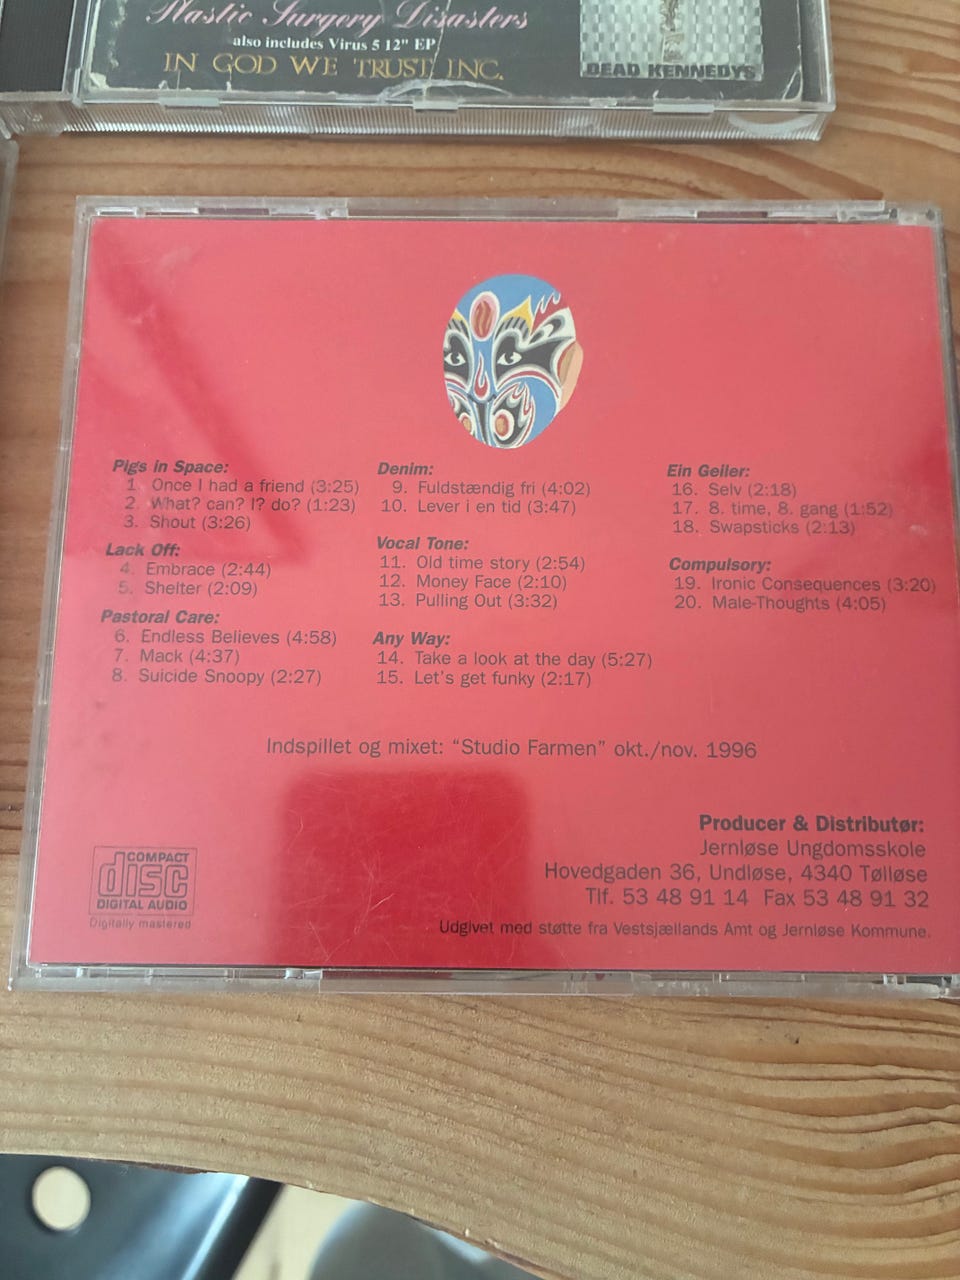 Plastic Surgery Disasters
also includes Virus 5 12" EP
IN GOD WE TRUST, INC.
DEAD KENNEDYS
Pigs in Space:
1. Once I had a friend (3:25)
2. What? can? I? do? (1:23)
3. Shout (3:26)
Lack Off:
4. Embrace (2:44)
5. Shelter (2:09)
Pastoral Care:
6. Endless Believes (4:58)
7. Mack (4:37)
8. Suicide Snoopy (2:27)
Denim:
9. Fuldstændig fri (4:02)
10. Lever i en tid (3:47)
Vocal Tone:
11. Old time story (2:54)
12. Money Face (2:10)
13. Pulling Out (3:32)
Any Way:
14. Take a look at the day (5:27)
15. Let's get funky (2:17)
Ein Geiler:
16. Selv (2:18)
17. 8. time, 8. gang (1:52)
18. Swapsticks (2:13)
Compulsory:
19. Ironic Consequences (3:20)
20. Male-Thoughts (4:05)
Indspillet og mixet: "Studio Farmen" okt./nov. 1996
Producer & Distributør:
Jernløse Ungdomsskole
Hovedgaden 36, Undløse, 4340 Tølløse
Tlf. 53 48 91 14 Fax 53 48 91 32
Udgivet med støtte fra Vestsjællands Amt og Jernløse Kommune.
COMPACT
disc
DIGITAL AUDIO
Digitally mastered